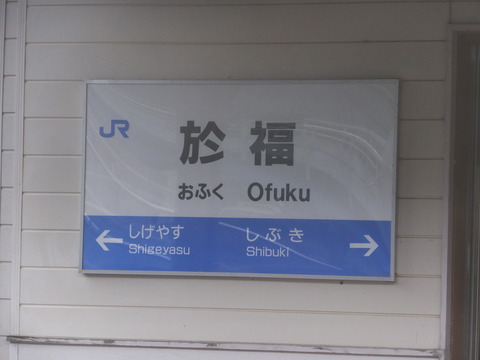 JR
於福
おふく Ofuku
← しげやす しぶき →
Shigeyasu Shibuki